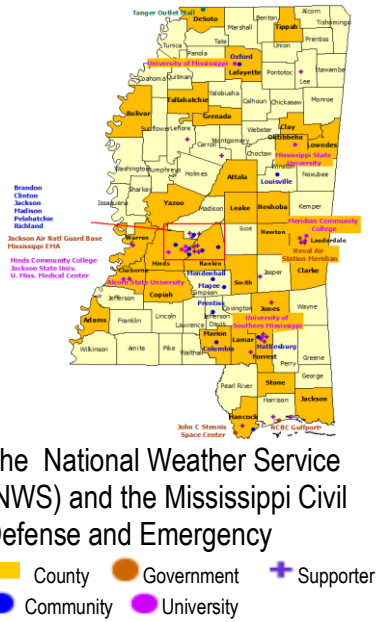 Tanger Outlet Mall
DeSoto
Marshall
Benton
Tippah
Alcorn
Tishomingo
Prentiss
Tunica
Tate
Panola
Union
Oxford
University of Mississippi
Lafayette
Pontotoc
Lee
Itawamba
Coahoma
Quitman
Yalobusha
Tallahatchie
Calhoun
Chickasaw
Monroe
Bolivar
Grenada
Sunflower
Leflore
Carroll
Montgomery
Webster
Clay
Oktibbeha
Lowndes
Choctaw
Mississippi State
University
Washington
Humphreys
Holmes
Attala
Winston
Louisville
Noxubee
Sharkey
Issaquena
Yazoo
Madison
Leake
Neshoba
Kemper
Brandon
Clinton
Jackson
Madison
Pelahatchie
Richland
Jackson Air Natl Guard Base
Mississippi EMA
Hinds Community College
Jackson State Univ.
U. Miss. Medical Center
Warren
Hinds
Rankin
Scott
Newton
Meridian Community
College
Lauderdale
Naval Air
Station Meridian
Claiborne
Alcorn State University
Mendenhall
Magee
Simpson
Smith
Jasper
Clarke
Copiah
Jefferson
Prentiss
Adams
Franklin
Lincoln
Lawrence
Jefferson
Davis
Covington
Jones
Wayne
University of
Southern Mississippi
Wilkinson
Amite
Pike
Walthall
Marion
Columbia
Lamar
Hattiesburg
Forrest
Perry
Greene
Pearl River
Stone
George
Harrison
Jackson
Hancock
John C Stennis
Space Center
NCBC Gulfport
he National Weather Service
NWS) and the Mississippi Civil
efense and Emergency
County Government Supporter
Community University